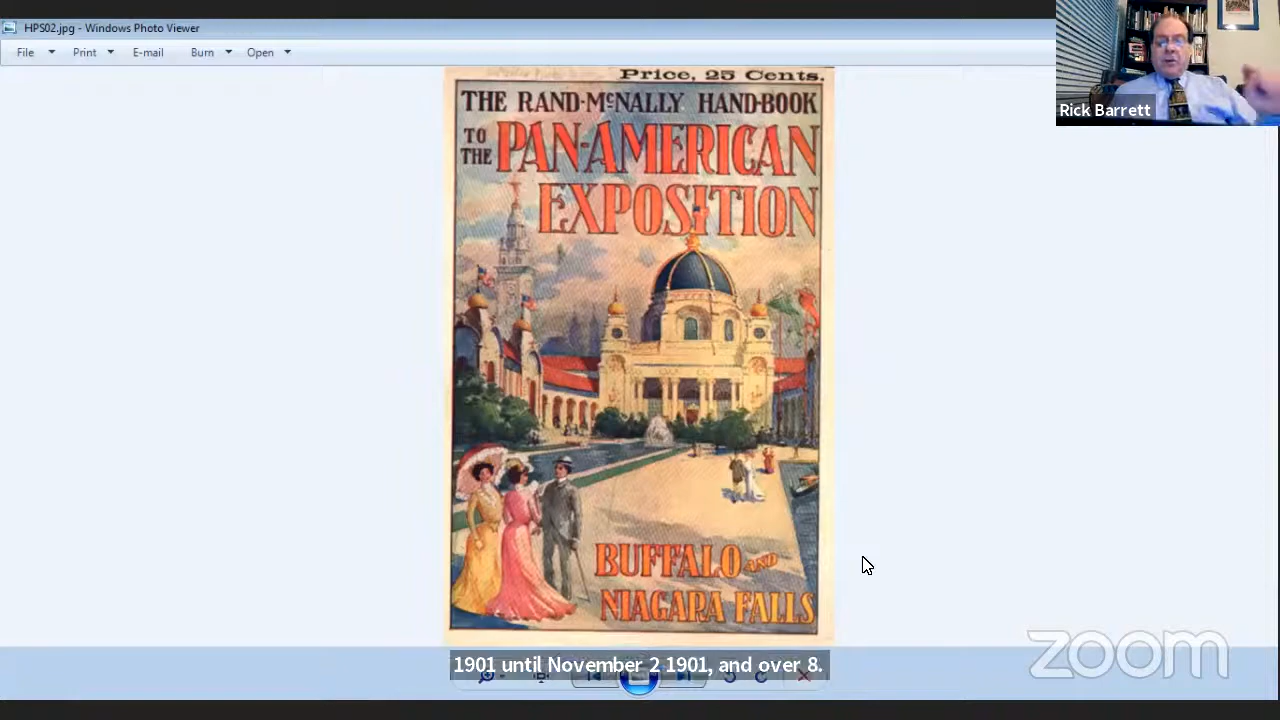 HPS02.jpg - Windows Photo Viewer
File Print E-mail Burn Open
Rick Barrett
Price, 25 Cents.
THE RAND-McNALLY HAND-BOOK
TO THE PAN-AMERICAN
EXPOSITION
BUFFALO AND
NIAGARA FALLS
zoom
1901 until November 2 1901, and over 8.